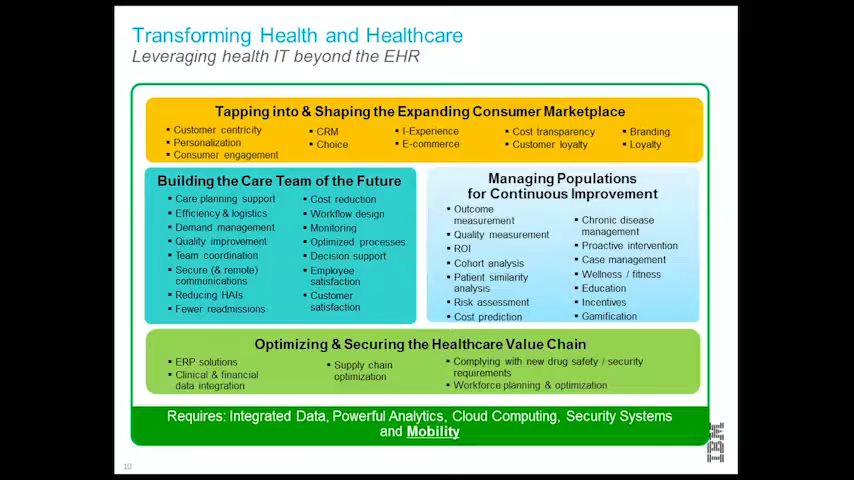 Transforming Health and Healthcare
Leveraging health IT beyond the EHR
Tapping into & Shaping the Expanding Consumer Marketplace
▪ Customer centricity
▪ Personalization
▪ Consumer engagement
▪ CRM
▪ Choice
▪ I-Experience
▪ E-commerce
▪ Cost transparency
▪ Customer loyalty
▪ Branding
▪ Loyalty
Building the Care Team of the Future
▪ Care planning support
▪ Efficiency & logistics
▪ Demand management
▪ Quality improvement
▪ Team coordination
▪ Secure (& remote)
communications
▪ Reducing HAIs
▪ Fewer readmissions
▪ Cost reduction
▪ Workflow design
▪ Monitoring
▪ Optimized processes
▪ Decision support
▪ Employee
satisfaction
▪ Customer
satisfaction
Managing Populations
for Continuous Improvement
▪ Outcome
measurement
▪ Quality measurement
▪ ROI
▪ Cohort analysis
▪ Patient similarity
analysis
▪ Risk assessment
▪ Cost prediction
▪ Chronic disease
management
▪ Proactive intervention
▪ Case management
▪ Wellness / fitness
▪ Education
▪ Incentives
▪ Gamification
Optimizing & Securing the Healthcare Value Chain
▪ ERP solutions
▪ Clinical & financial
data integration
▪ Supply chain
optimization
▪ Complying with new drug safety / security
requirements
▪ Workforce planning & optimization
Requires: Integrated Data, Powerful Analytics, Cloud Computing, Security Systems
and Mobility
IBM
10